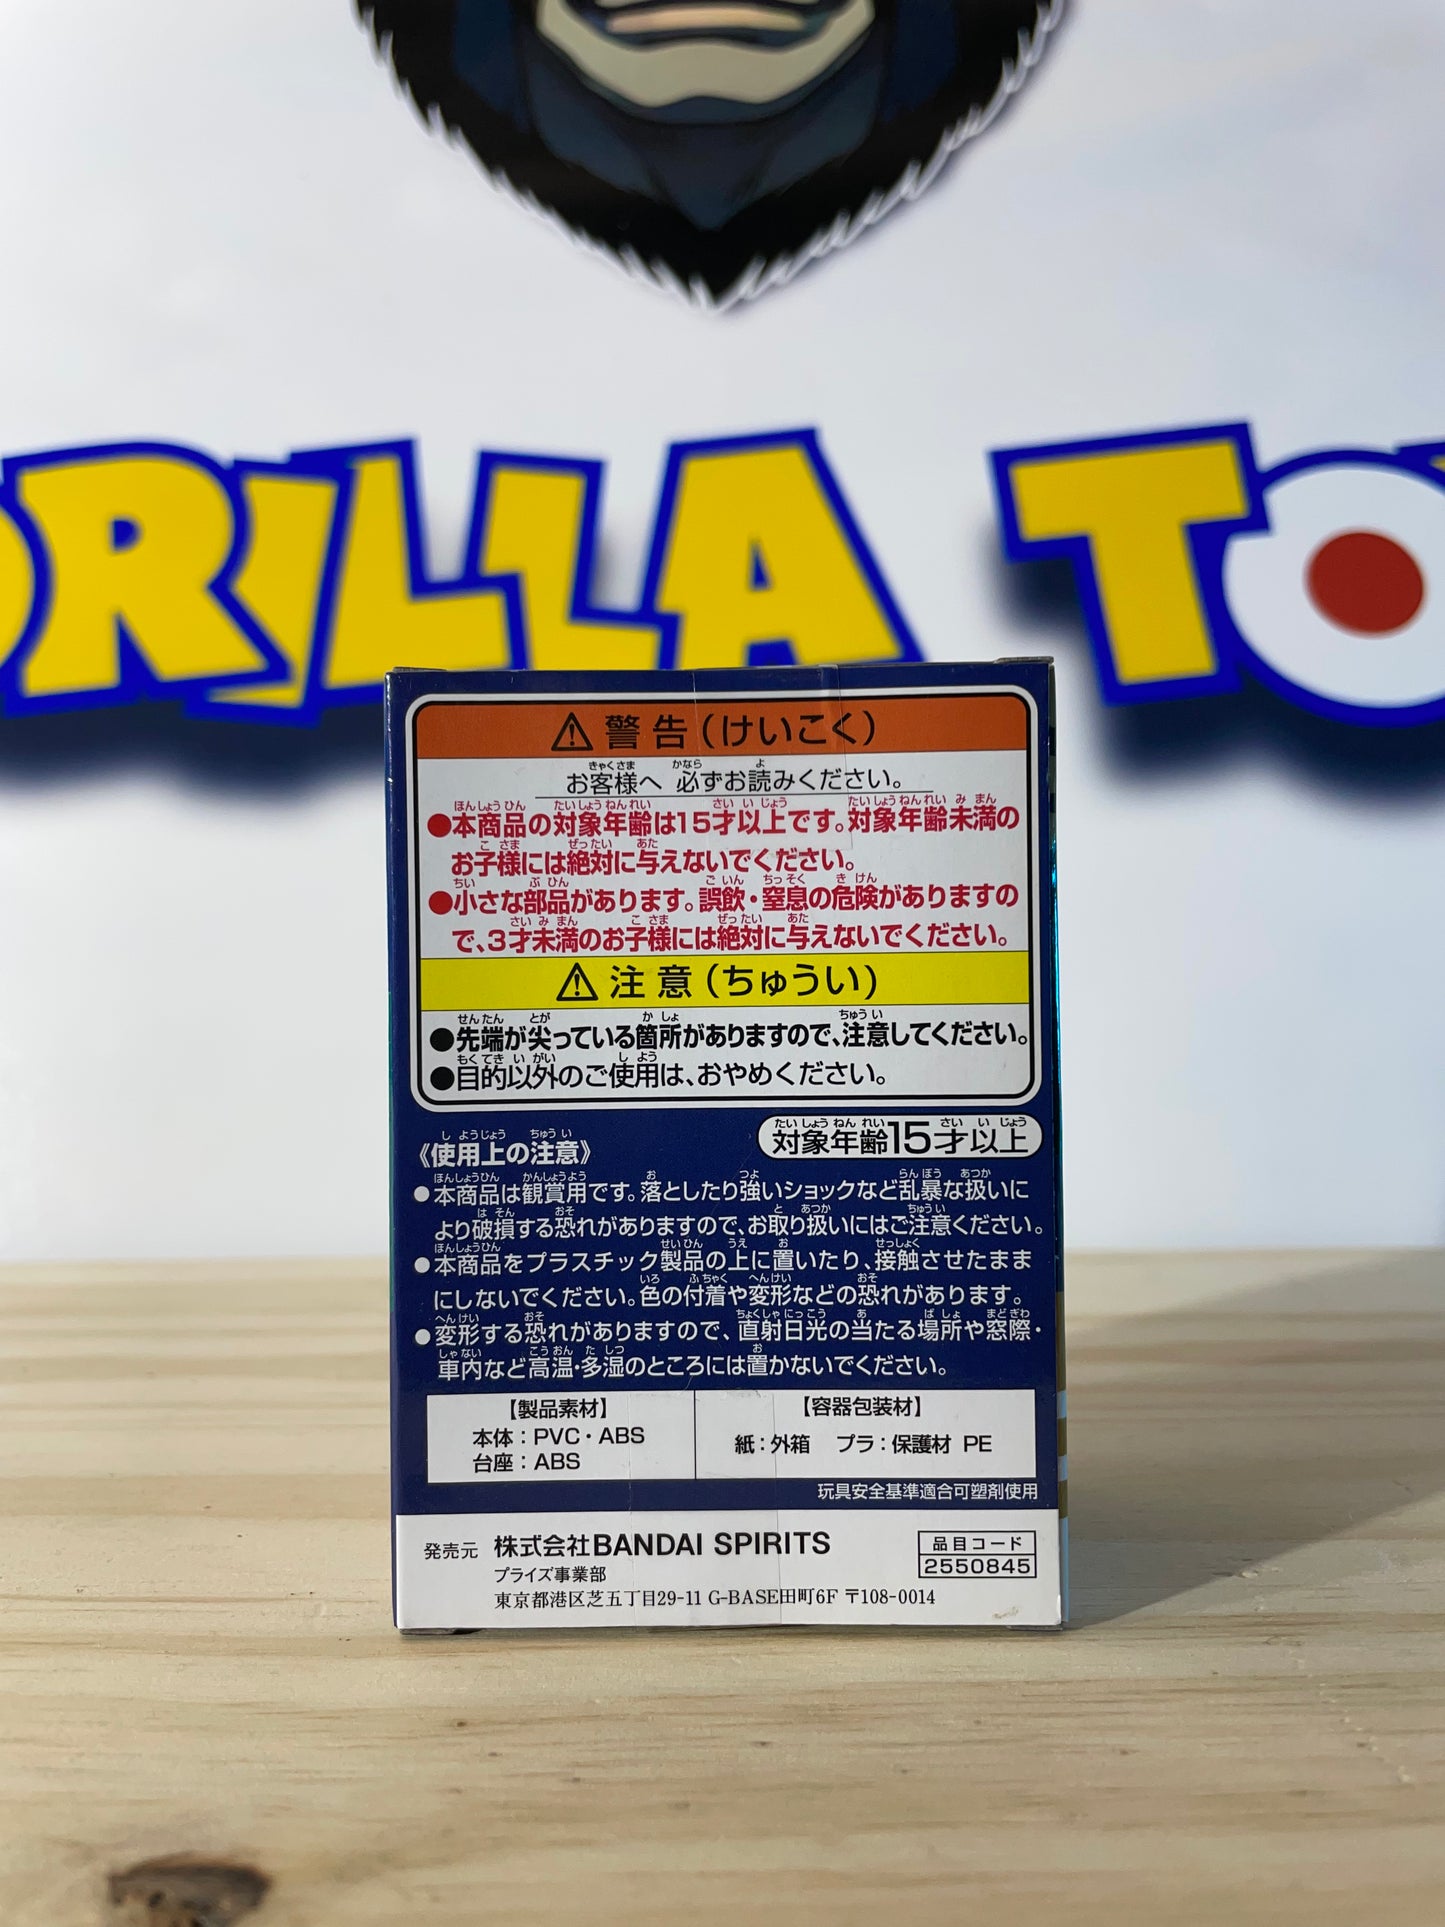 RILLA TO
警告(けいこく)
お客様へ 必ずお読みください。
●本商品の対象年齢は15才以上です。対象年齢未満の
お子様には絶対に与えないでください。
●小さな部品があります。誤飲・窒息の危険がありますの
で、3才未満のお子様には絶対に与えないでください。
注意(ちゅうい)
●先端が尖っている箇所がありますので、注意してください。
●目的以外のご使用は、おやめください。
対象年齢15才以上
《使用上の注意》
●本商品は観賞用です。落としたり強いショックなど乱暴な扱いに
より破損する恐れがありますので、お取り扱いにはご注意ください。
●本商品をプラスチック製品の上に置いたり、接触させたまま
にしないでください。色の付着や変形などの恐れがあります。
●変形する恐れがありますので、直射日光の当たる場所や窓際・
車内など高温・多湿のところには置かないでください。
【製品素材】
本体:PVC・ABS
台座:ABS
【容器包装材】
紙:外箱 プラ:保護材 PE
玩具安全基準適合可塑剤使用
発売元 株式会社BANDAI SPIRITS
プライズ事業部
東京都港区芝五丁目29-11 G-BASE田町6F 〒108-0014
品目コード
2550845